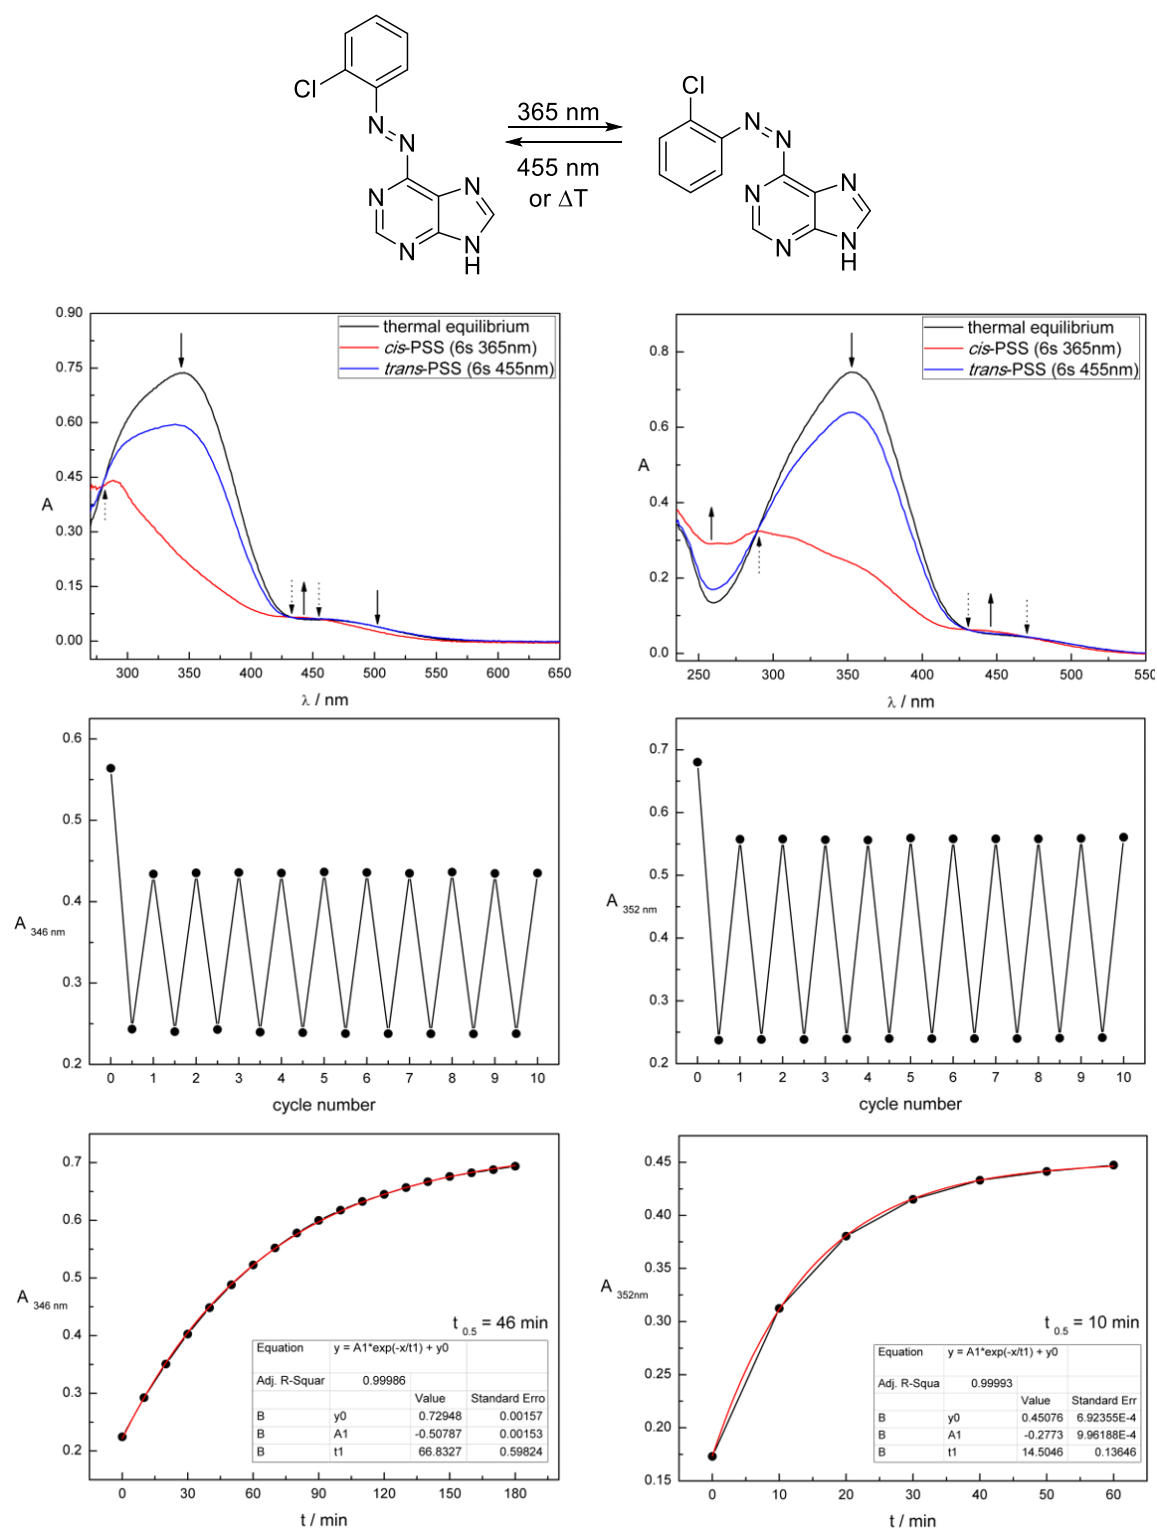 Cl
N
N
N
N
N
N
H
365 nm
455 nm
or ΔT
Cl
N
N
N
N
N
N
H
thermal equilibrium
cis-PSS (6s 365nm)
trans-PSS (6s 455nm)
0.90
0.75
0.60
0.45
0.30
0.15
0.00
A
300 350 400 450 500 550 600 650
λ / nm
thermal equilibrium
cis-PSS (6s 365nm)
trans-PSS (6s 455nm)
0.8
0.6
0.4
0.2
0.0
A
250 300 350 400 450 500 550
λ / nm
0.6
0.5
0.4
0.3
0.2
A 346 nm
0 1 2 3 4 5 6 7 8 9 10
cycle number
0.7
0.6
0.5
0.4
0.3
0.2
A 352 nm
0 1 2 3 4 5 6 7 8 9 10
cycle number
0.7
0.6
0.5
0.4
0.3
0.2
A 346 nm
t 0.5 = 46 min
Equation y = A1*exp(-x/t1) + y0
Adj. R-Squar 0.99986
Value Standard Erro
B y0 0.72948 0.00157
B A1 -0.50787 0.00153
B t1 66.8327 0.59824
0 30 60 90 120 150 180
t / min
0.45
0.40
0.35
0.30
0.25
0.20
0.15
A 352nm
t 0.5 = 10 min
Equation y = A1*exp(-x/t1) + y0
Adj. R-Squa 0.99993
Value Standard Err
B y0 0.45076 6.92355E-4
B A1 -0.2773 9.96188E-4
B t1 14.5046 0.13646
0 10 20 30 40 50 60
t / min